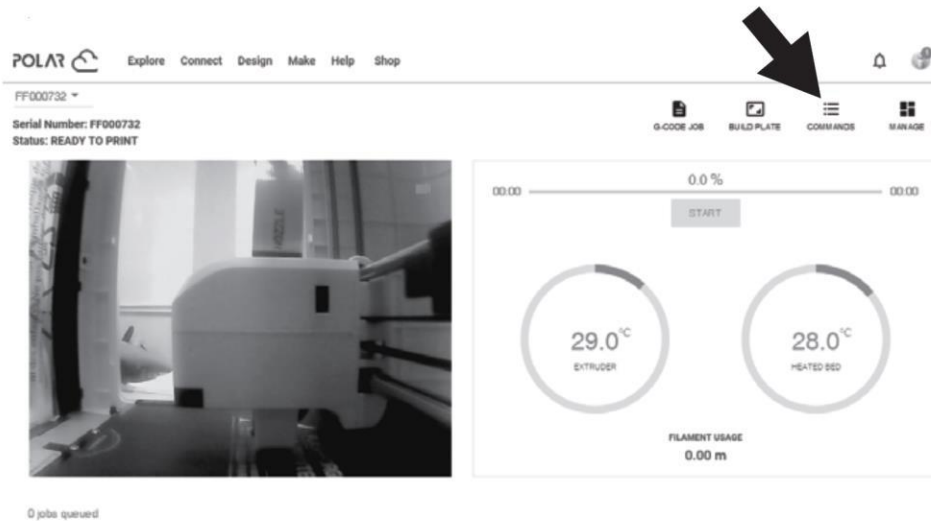 POLAR Explore Connect Design Make Help Shop
FF000732
Serial Number: FF000732
Status: READY TO PRINT
G-CODE JOB BUILD PLATE COMMANDS MANAGE
NOZZLE
0.0 %
00:00 00:00
START
29.0°C 28.0°C
EXTRUDER HEATED BED
FILAMENT USAGE
0.00 m
0 jobs queued